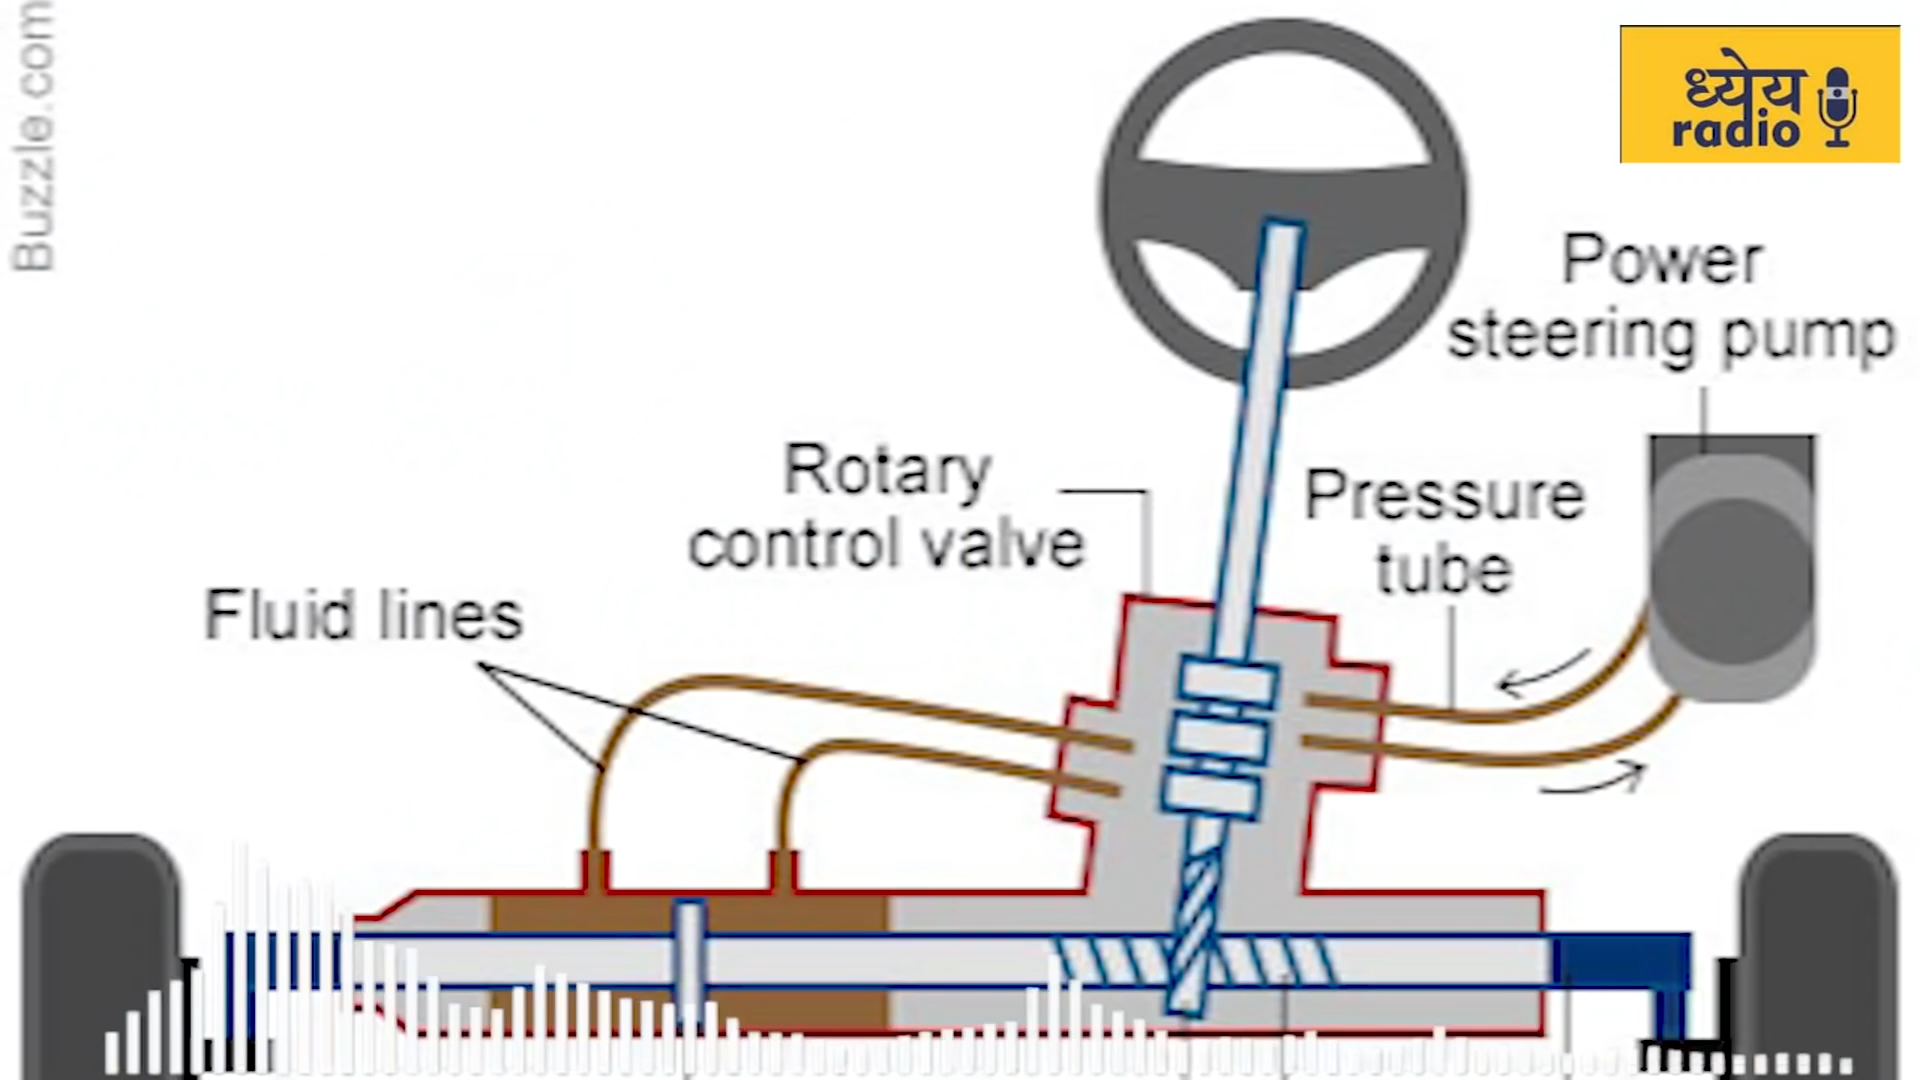 Buzzle.com
ध्येय
radio
Power
steering pump
Rotary
control valve
Pressure
tube
Fluid lines